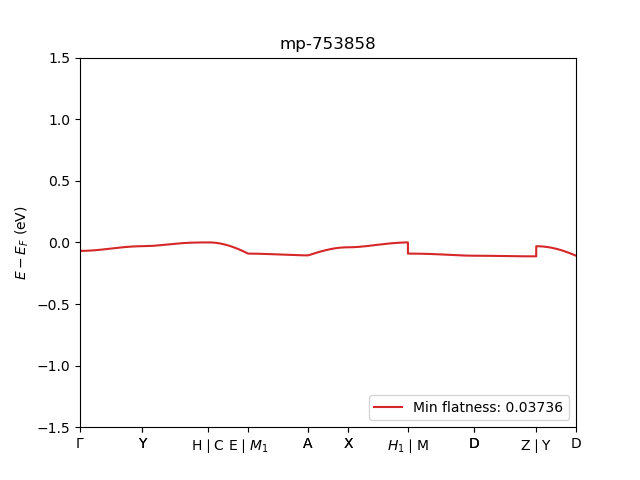 mp-753858
E − E_F (eV)
1.5
1.0
0.5
0.0
−0.5
−1.0
−1.5
Min flatness: 0.03736
Γ Y H | C E | M₁ A X H₁ | M D Z | Y D